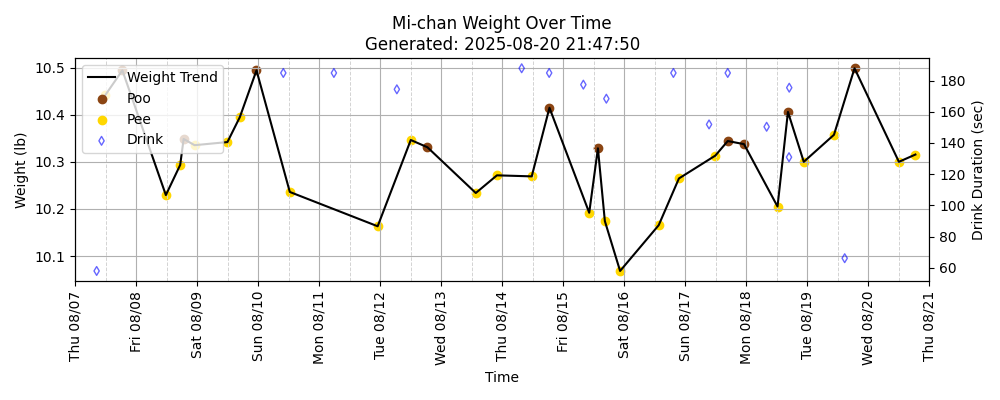 Mi-chan Weight Over Time
Generated: 2025-08-20 21:47:50
Weight Trend
Poo
Pee
Drink
Weight (lb)
10.5
10.4
10.3
10.2
10.1
Drink Duration (sec)
180
160
140
120
100
80
60
Thu 08/07
Fri 08/08
Sat 08/09
Sun 08/10
Mon 08/11
Tue 08/12
Wed 08/13
Thu 08/14
Fri 08/15
Sat 08/16
Sun 08/17
Mon 08/18
Tue 08/19
Wed 08/20
Thu 08/21
Time